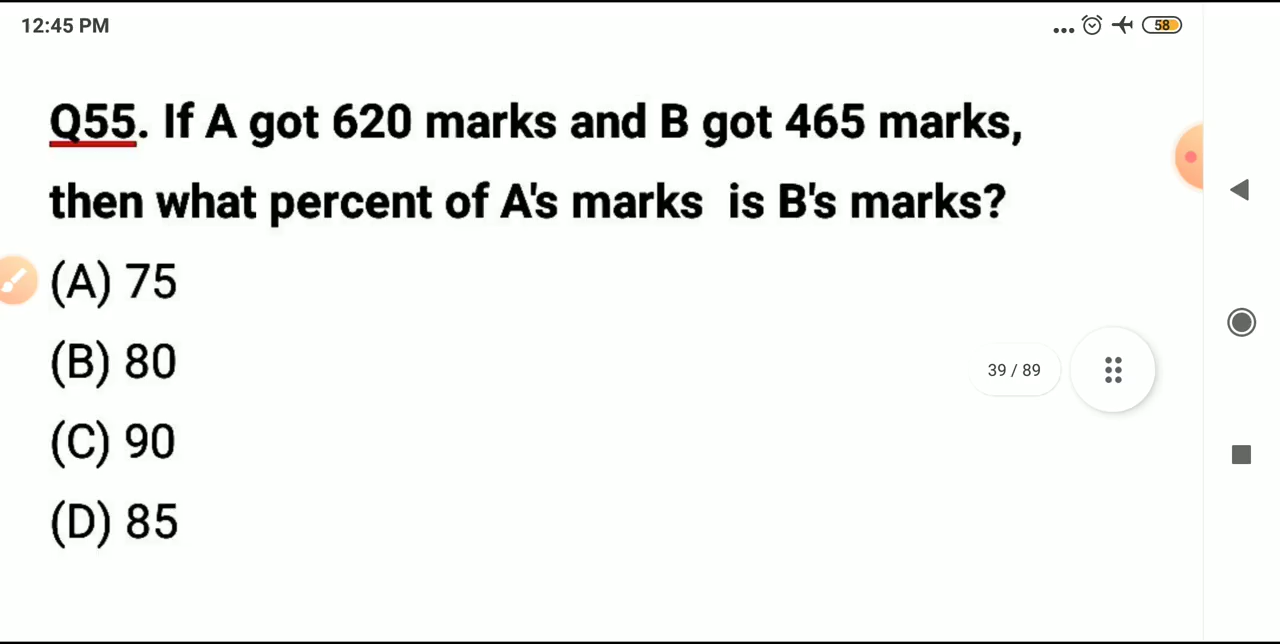 12:45 PM
58
Q55. If A got 620 marks and B got 465 marks,
then what percent of A's marks is B's marks?
(A) 75
(B) 80
39 / 89
(C) 90
(D) 85